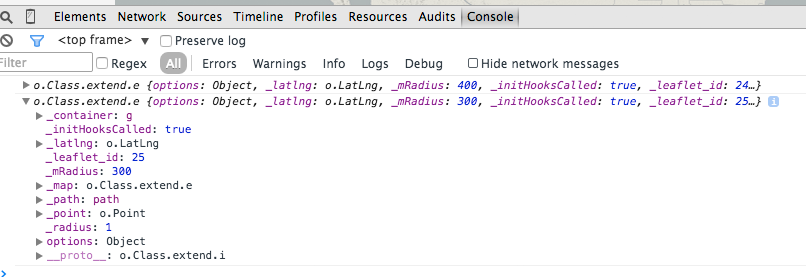 Elements Network Sources Timeline Profiles Resources Audits Console
<top frame> ▼ Preserve log
Filter Regex All Errors Warnings Info Logs Debug Hide network messages
▶ o.Class.extend.e {options: Object, _latlng: o.LatLng, _mRadius: 400, _initHooksCalled: true, _leaflet_id: 24…}
▼ o.Class.extend.e {options: Object, _latlng: o.LatLng, _mRadius: 300, _initHooksCalled: true, _leaflet_id: 25…} i
▶ _container: g
_initHooksCalled: true
▶ _latlng: o.LatLng
_leaflet_id: 25
_mRadius: 300
▶ _map: o.Class.extend.e
▶ _path: path
▶ _point: o.Point
_radius: 1
▶ options: Object
▶ __proto__: o.Class.extend.i
>